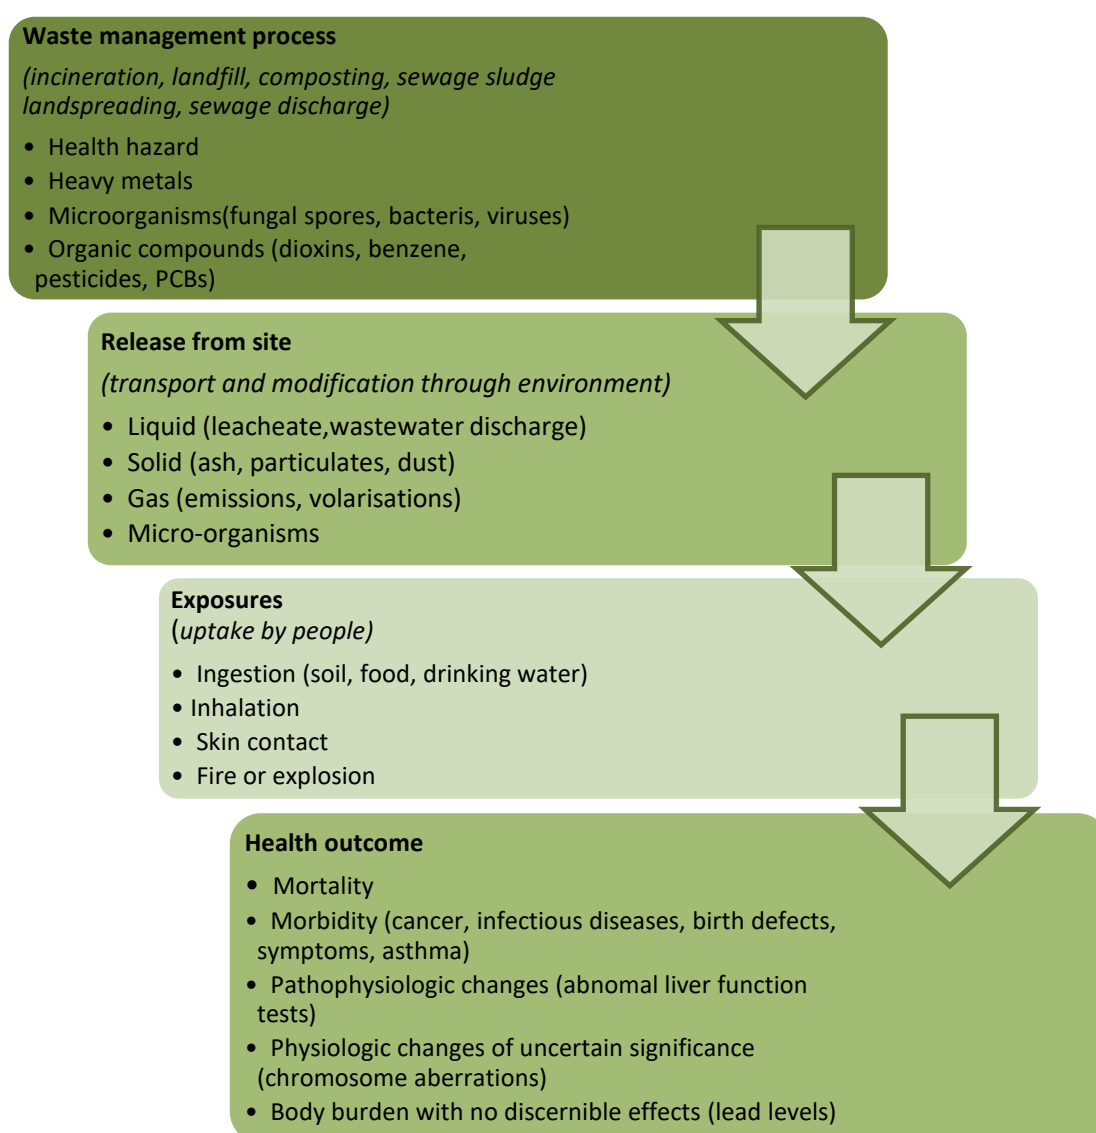 Waste management process
(incineration, landfill, composting, sewage sludge
landspreading, sewage discharge)
• Health hazard
• Heavy metals
• Microorganisms(fungal spores, bacteris, viruses)
• Organic compounds (dioxins, benzene,
pesticides, PCBs)
Release from site
(transport and modification through environment)
• Liquid (leacheate,wastewater discharge)
• Solid (ash, particulates, dust)
• Gas (emissions, volarisations)
• Micro-organisms
Exposures
(uptake by people)
• Ingestion (soil, food, drinking water)
• Inhalation
• Skin contact
• Fire or explosion
Health outcome
• Mortality
• Morbidity (cancer, infectious diseases, birth defects,
symptoms, asthma)
• Pathophysiologic changes (abnomal liver function
tests)
• Physiologic changes of uncertain significance
(chromosome aberrations)
• Body burden with no discernible effects (lead levels)